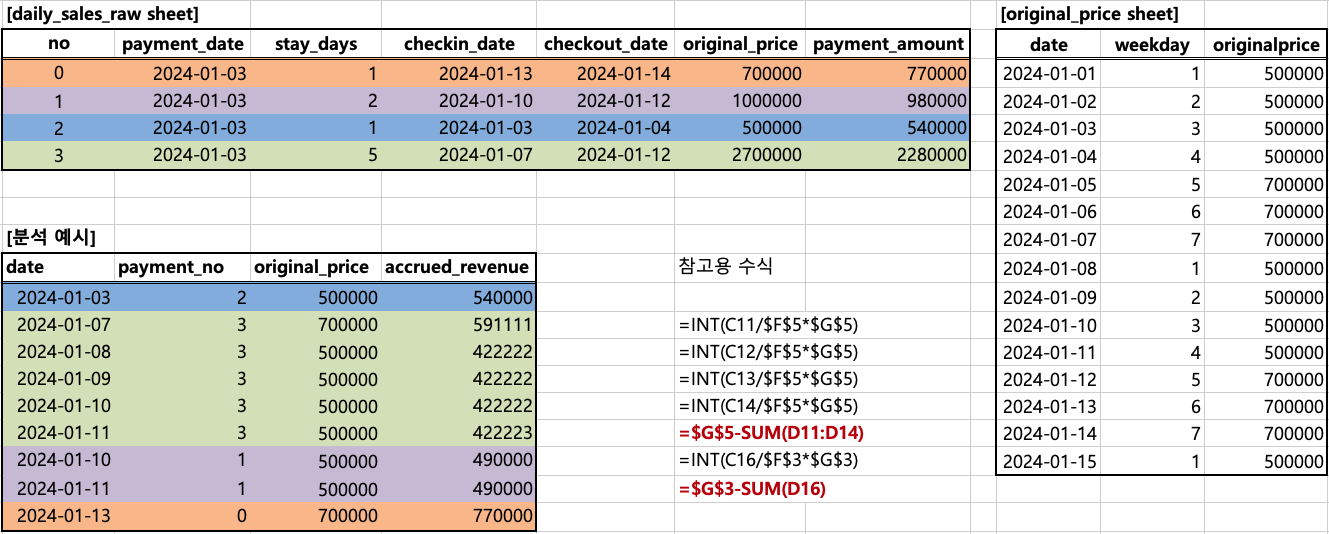 [daily_sales_raw sheet]
no payment_date stay_days checkin_date checkout_date original_price payment_amount
0 2024-01-03 1 2024-01-13 2024-01-14 700000 770000
1 2024-01-03 2 2024-01-10 2024-01-12 1000000 980000
2 2024-01-03 1 2024-01-03 2024-01-04 500000 540000
3 2024-01-03 5 2024-01-07 2024-01-12 2700000 2280000
[original_price sheet]
date weekday originalprice
2024-01-01 1 500000
2024-01-02 2 500000
2024-01-03 3 500000
2024-01-04 4 500000
2024-01-05 5 700000
2024-01-06 6 700000
2024-01-07 7 700000
2024-01-08 1 500000
2024-01-09 2 500000
2024-01-10 3 500000
2024-01-11 4 500000
2024-01-12 5 700000
2024-01-13 6 700000
2024-01-14 7 700000
2024-01-15 1 500000
[분석 예시]
date payment_no original_price accrued_revenue 참고용 수식
2024-01-03 2 500000 540000
2024-01-07 3 700000 591111 =INT(C11/$F$5*$G$5)
2024-01-08 3 500000 422222 =INT(C12/$F$5*$G$5)
2024-01-09 3 500000 422222 =INT(C13/$F$5*$G$5)
2024-01-10 3 500000 422222 =INT(C14/$F$5*$G$5)
2024-01-11 3 500000 422223 =$G$5-SUM(D11:D14)
2024-01-10 1 500000 490000 =INT(C16/$F$3*$G$3)
2024-01-11 1 500000 490000 =$G$3-SUM(D16)
2024-01-13 0 700000 770000